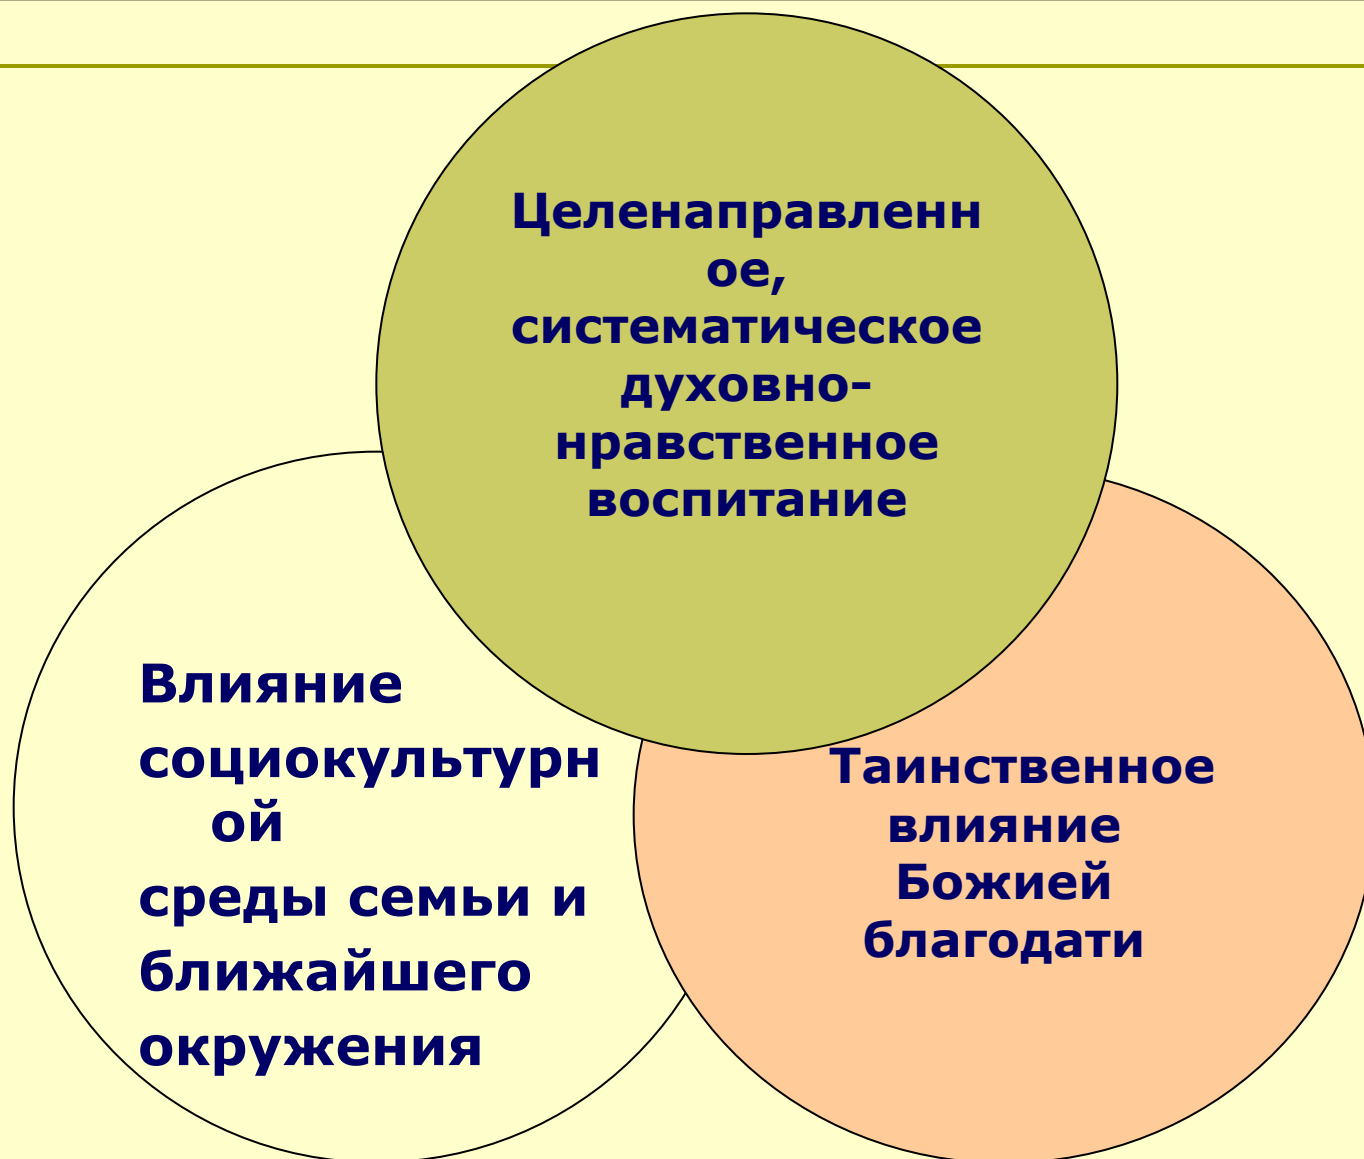 Целенаправленн
ое,
систематическое
духовно-
нравственное
воспитание
Влияние
социокультурн
ой
среды семьи и
ближайшего
окружения
Таинственное
влияние
Божией
благодати